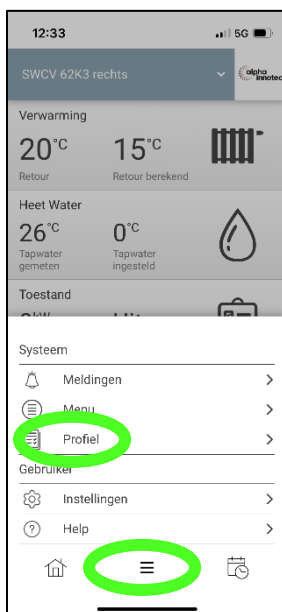 12:33
5G
SWCV 62K3 rechts
alpha innotec
Verwarming
20°C 15°C
Retour Retour berekend
Heet Water
26°C 0°C
Tapwater gemeten Tapwater ingesteld
Toestand
Systeem
Meldingen
Menu
Profiel
Gebruiker
Instellingen
Help